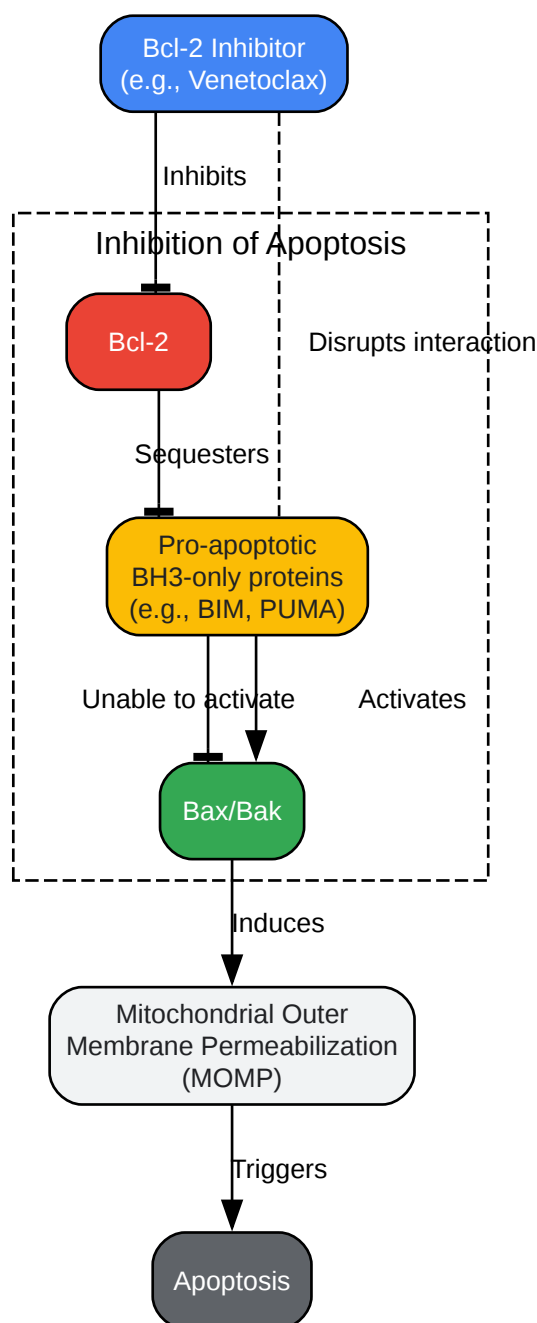 Bcl-2 Inhibitor
(e.g., Venetoclax)
Inhibits
Inhibition of Apoptosis
Bcl-2
Disrupts interaction
Sequesters
Pro-apoptotic
BH3-only proteins
(e.g., BIM, PUMA)
Unable to activate
Activates
Bax/Bak
Induces
Mitochondrial Outer
Membrane Permeabilization
(MOMP)
Triggers
Apoptosis